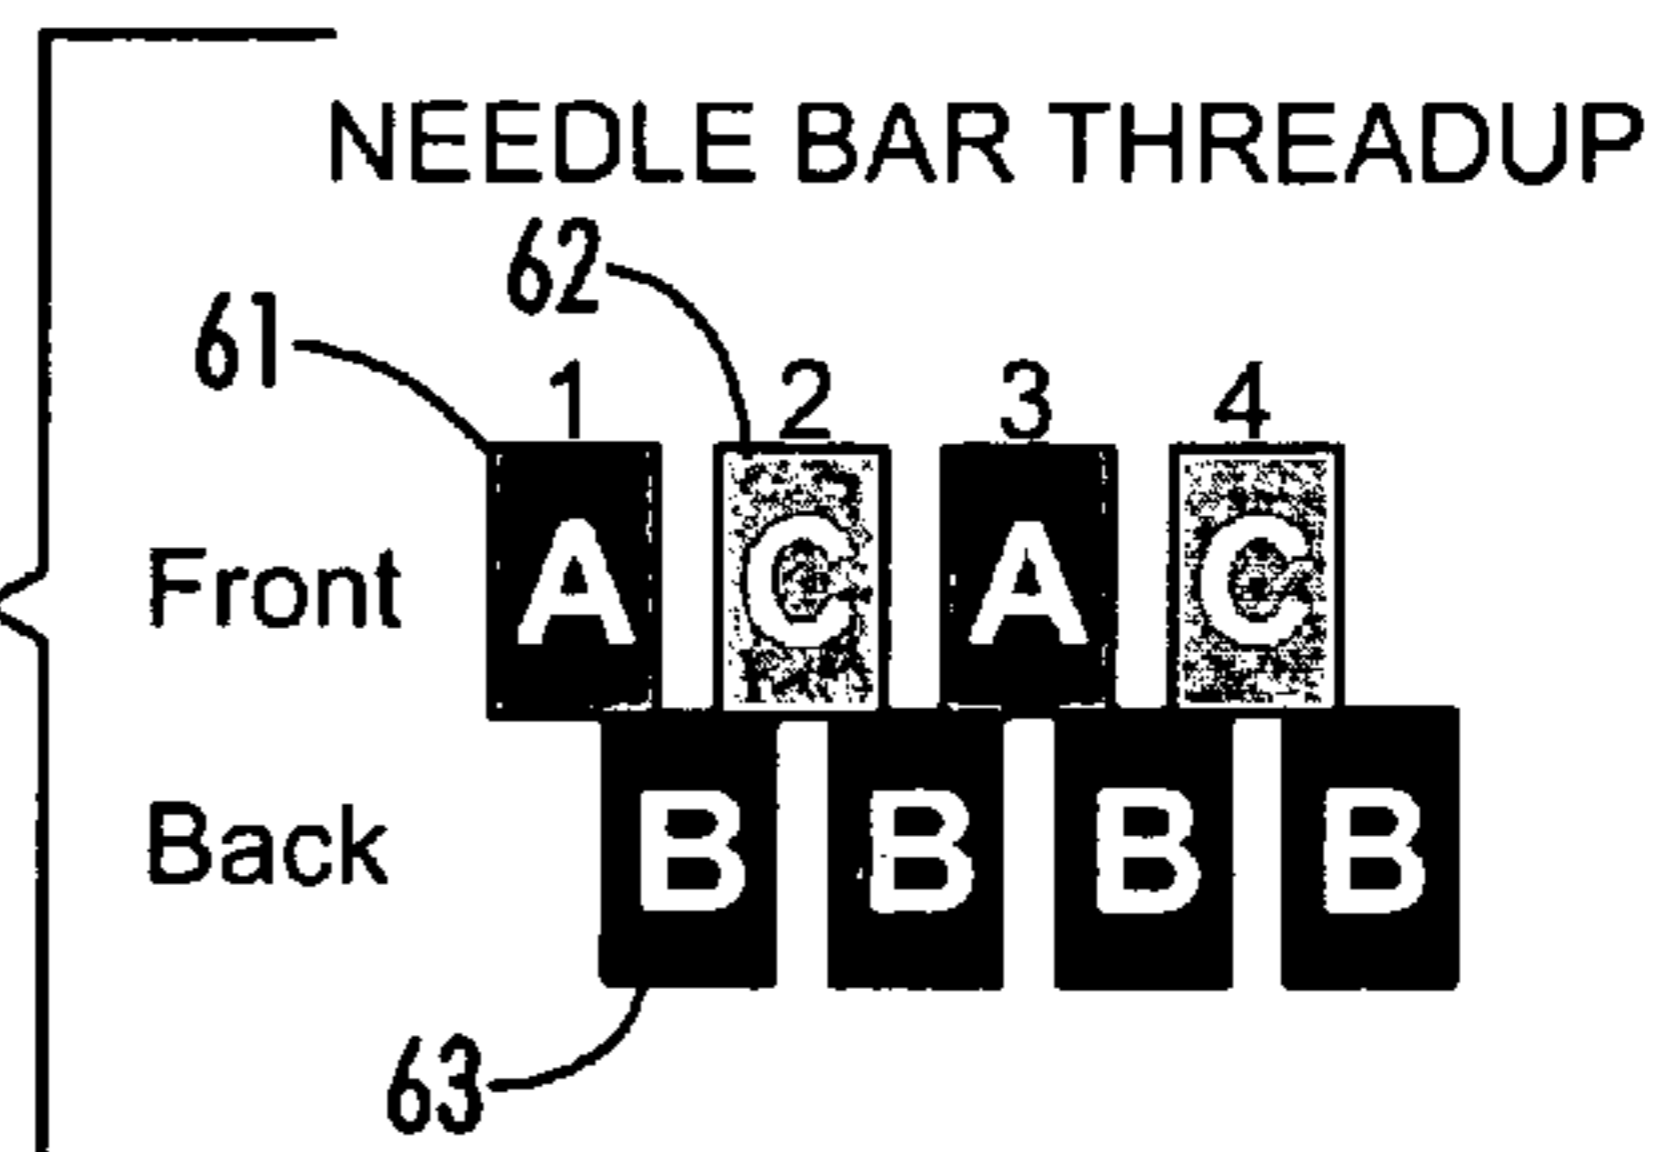 NEEDLE BAR THREADUP
62
61
1 2 3 4
Front A C A C
Back B B B B
63